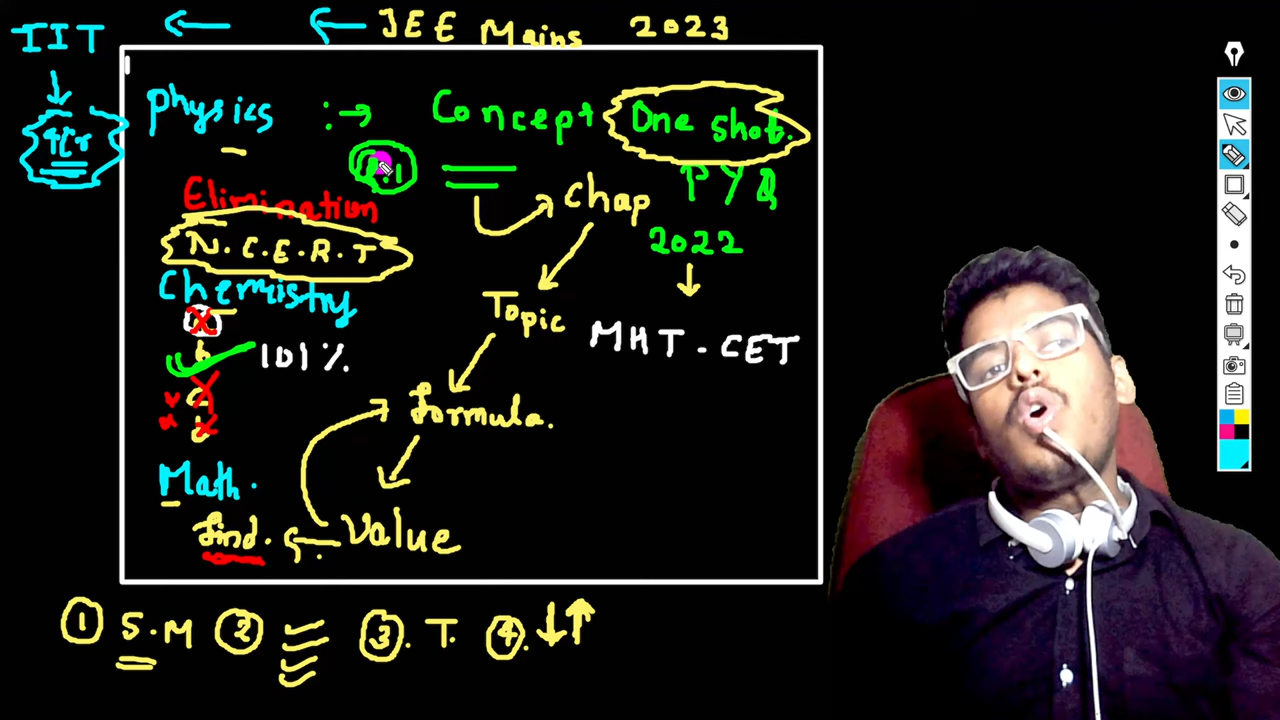 IIT ← ← JEE Mains 2023
Physics :→ Concept One shot.
Elimination
Chap PYQ
N.C.E.R.T
2022
Chemistry
Topic
MHT-CET
101%.
formula.
Math.
find. Value
① S.M ② ③. T. ④. ↓↑